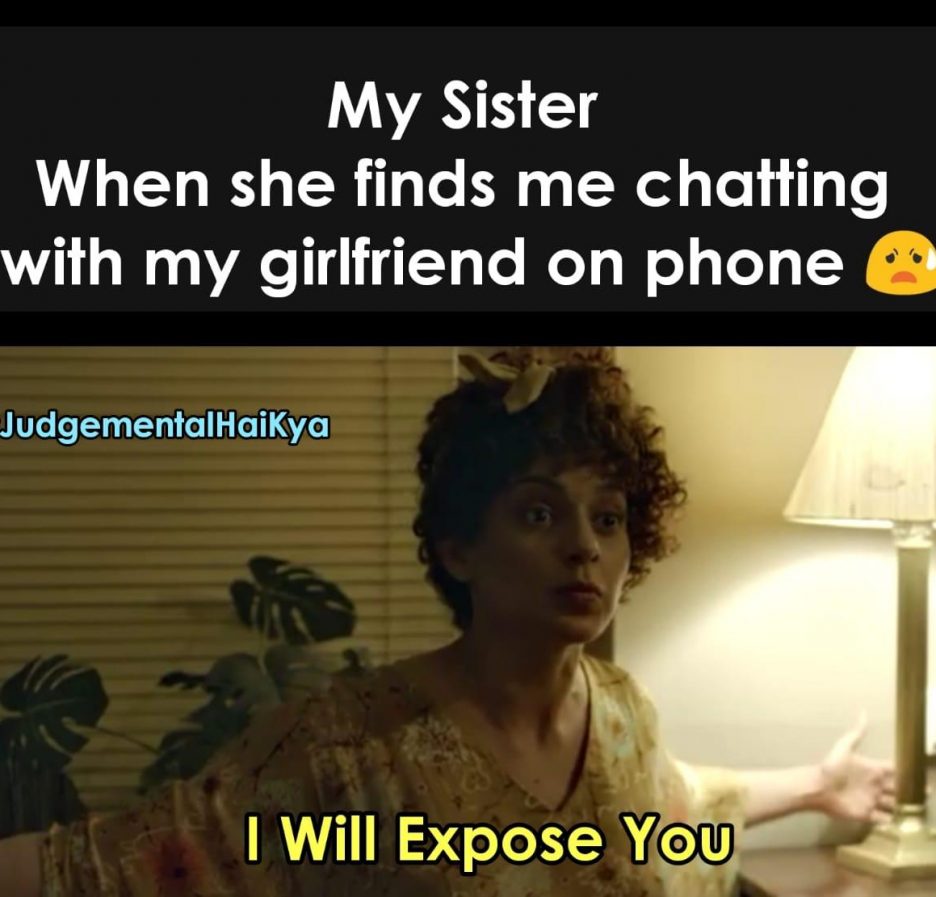 My Sister
When she finds me chatting
with my girlfriend on phone
JudgementalHaiKya
I Will Expose You